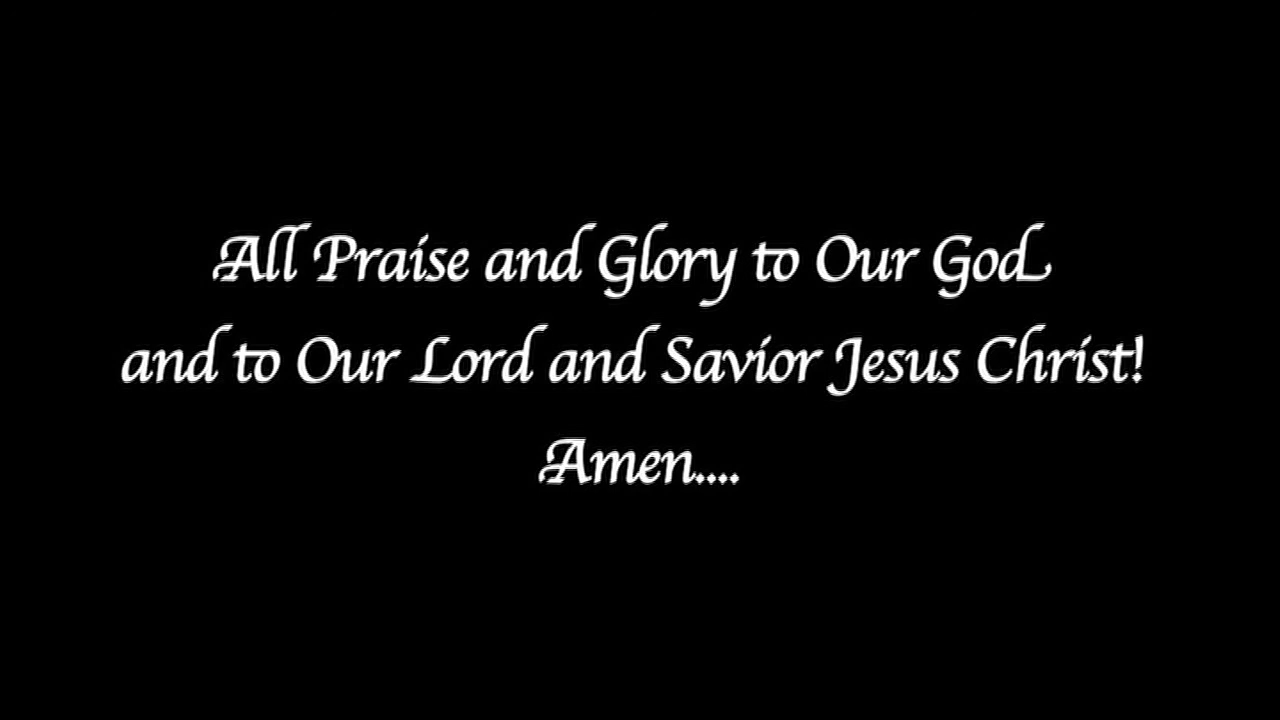 All Praise and Glory to Our God
and to Our Lord and Savior Jesus Christ!
Amen....